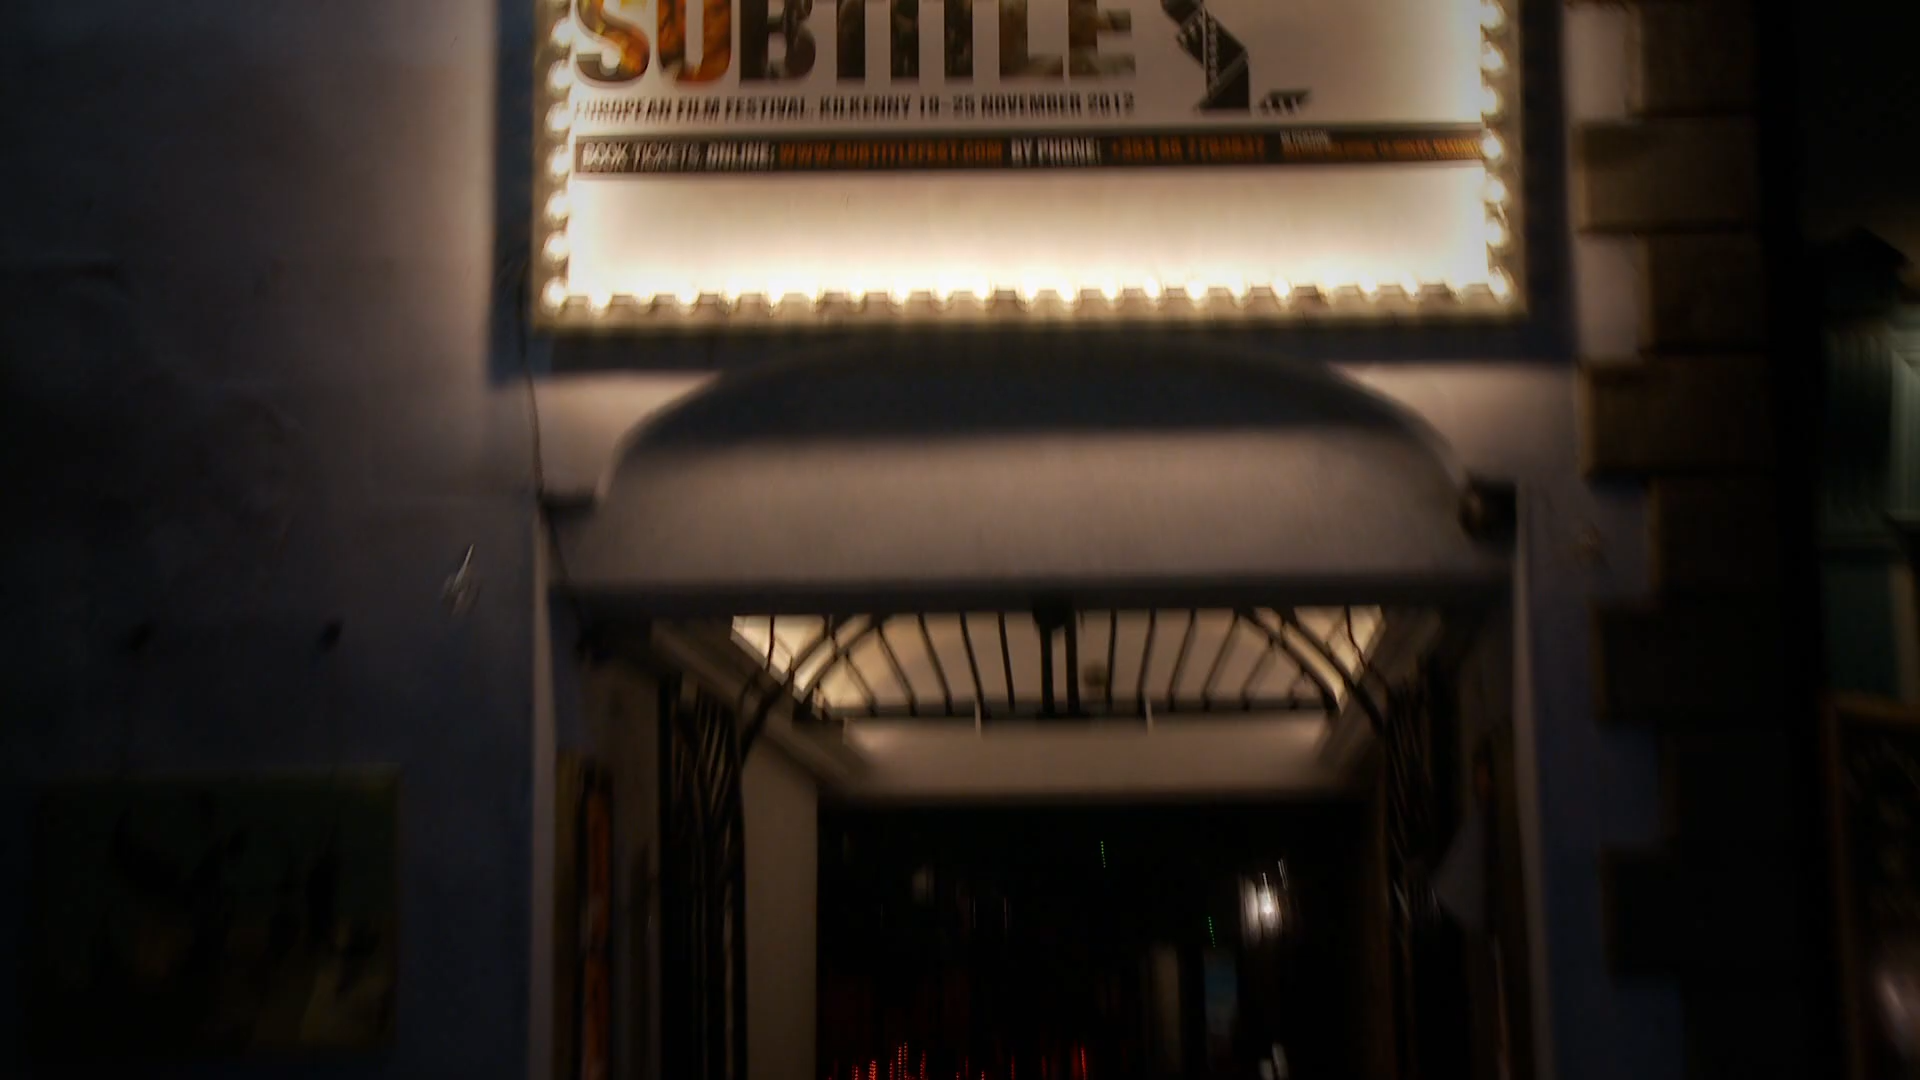 SUBTITLE
EUROPEAN FILM FESTIVAL, KILKENNY 19-25 NOVEMBER 2012
BOOK TICKETS ONLINE: WWW.SUBTITLEFEST.COM BY PHONE: